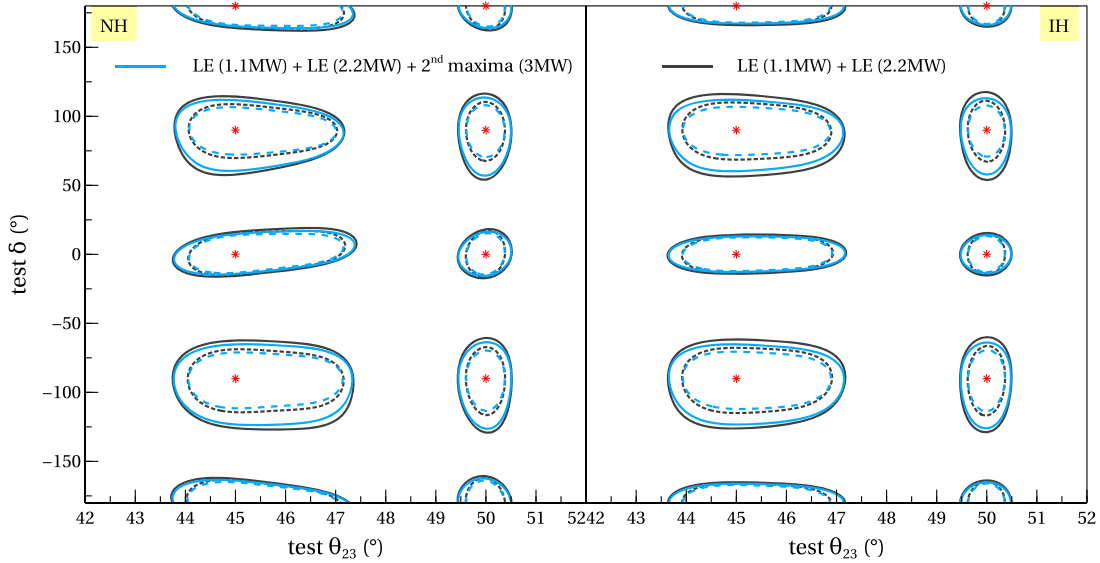 NH
IH
LE (1.1MW) + LE (2.2MW) + 2nd maxima (3MW)
LE (1.1MW) + LE (2.2MW)
150
100
50
0
−50
−100
−150
test δ (°)
42 43 44 45 46 47 48 49 50 51 52 42 43 44 45 46 47 48 49 50 51 52
test θ23 (°)
test θ23 (°)